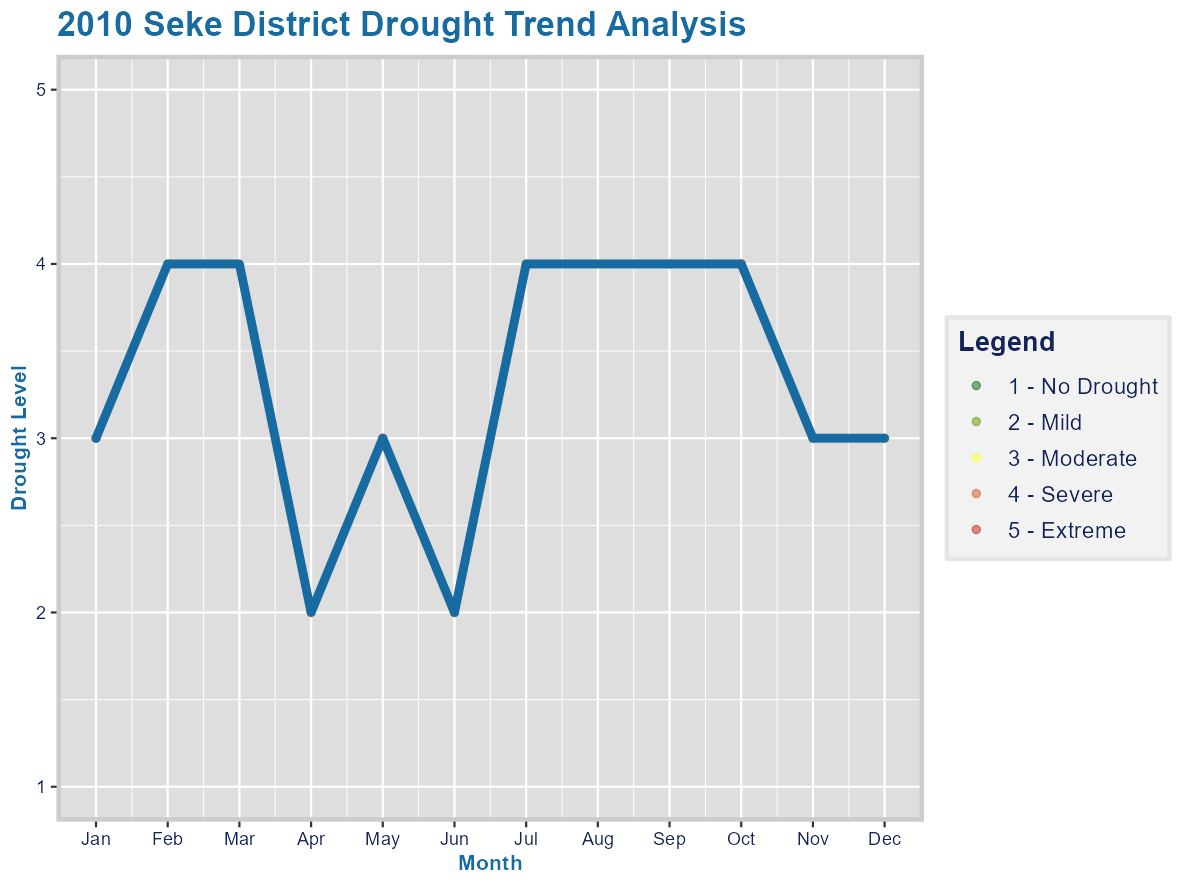 2010 Seke District Drought Trend Analysis
5
4
3
2
1
Drought Level
Jan Feb Mar Apr May Jun Jul Aug Sep Oct Nov Dec
Month
Legend
1 - No Drought
2 - Mild
3 - Moderate
4 - Severe
5 - Extreme